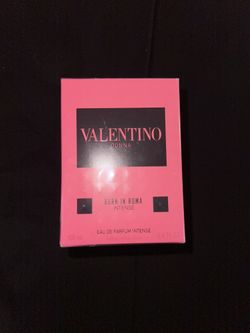 VALENTINO
DONNA
BORN IN ROMA
INTENSE
EAU DE PARFUM INTENSE